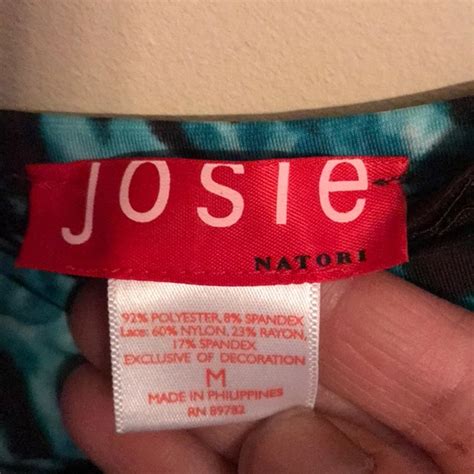 josie
NATORI
92% POLYESTER, 8% SPANDEX
Lace: 60% NYLON, 23% RAYON,
17% SPANDEX
EXCLUSIVE OF DECORATION
M
MADE IN PHILIPPINES
RN 89782